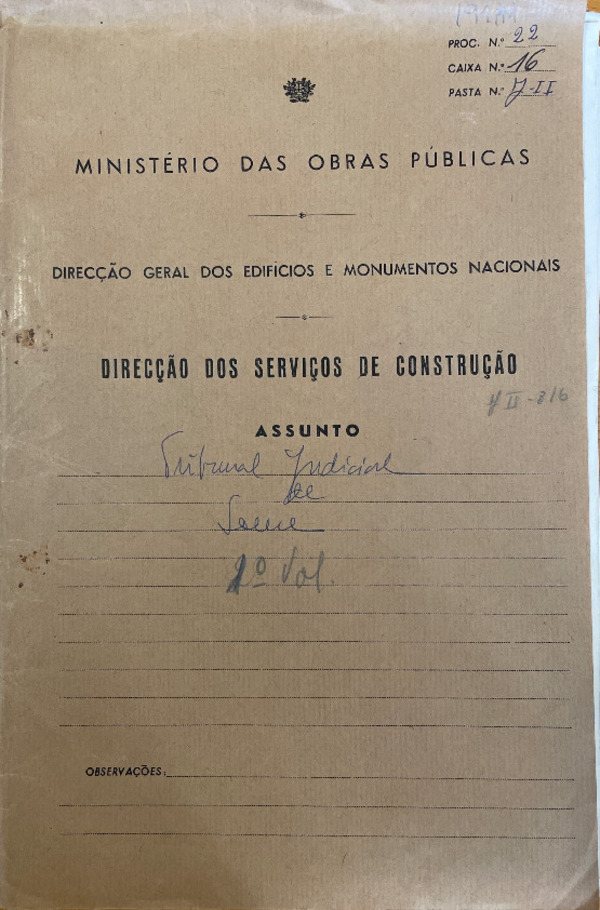 PROC. N.º 22
CAIXA N.º 16
PASTA N.º J-II
MINISTÉRIO DAS OBRAS PÚBLICAS
DIRECÇÃO GERAL DOS EDIFÍCIOS E MONUMENTOS NACIONAIS
DIRECÇÃO DOS SERVIÇOS DE CONSTRUÇÃO
ASSUNTO
Tribunal Judicial
de
1º Vol.
OBSERVAÇÕES: